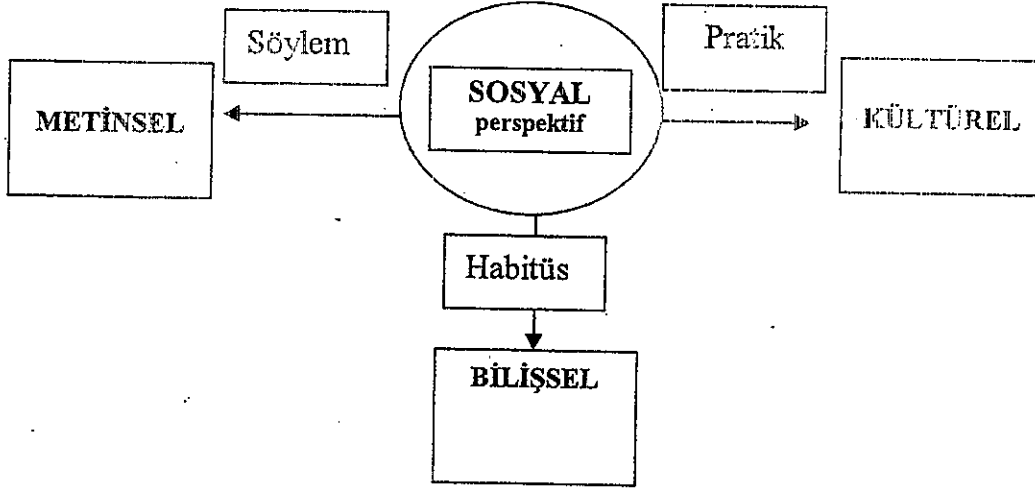 Söylem
Pratik
METİNSEL
SOSYAL
perspektif
KÜLTÜREL
Habitüs
BİLİŞSEL